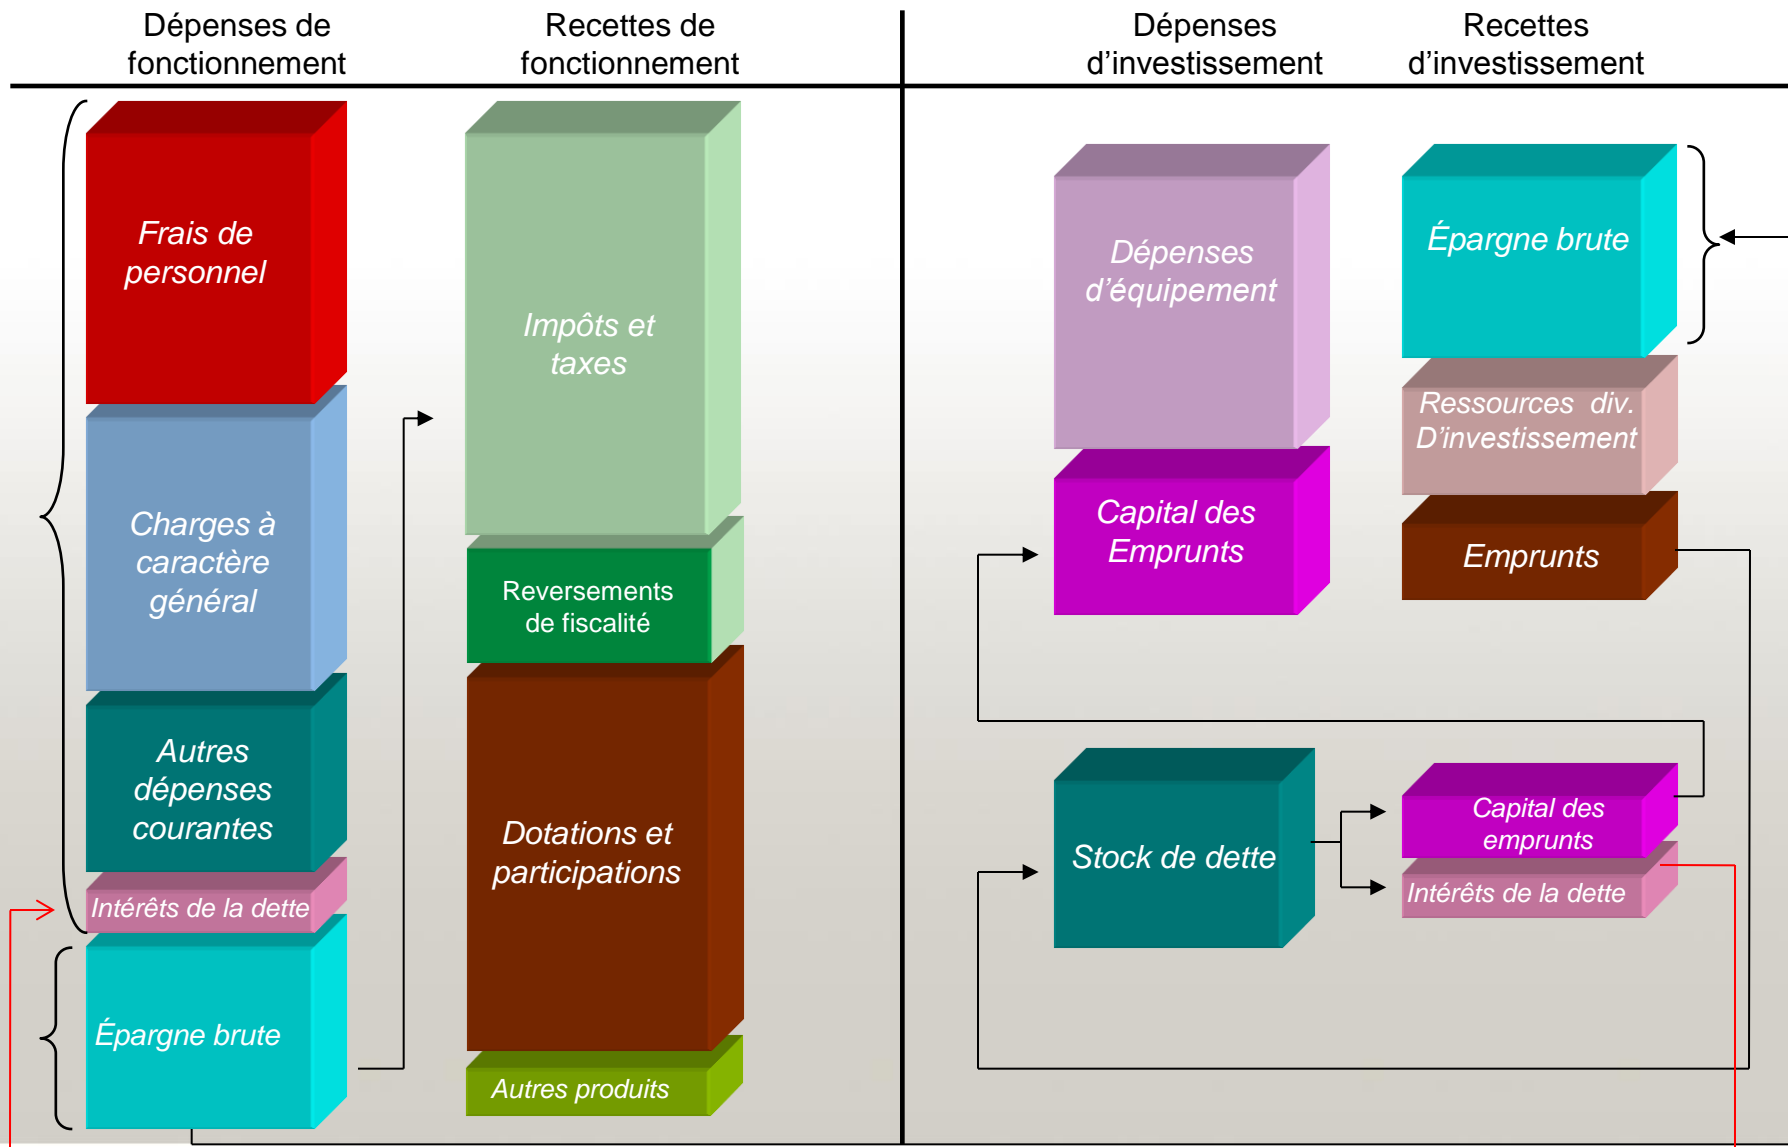 Dépenses de
fonctionnement
Recettes de
fonctionnement
Dépenses
d’investissement
Recettes
d’investissement
Frais de
personnel
Charges à
caractère
général
Autres
dépenses
courantes
Intérêts de la dette
Épargne brute
Impôts et
taxes
Reversements
de fiscalité
Dotations et
participations
Autres produits
Dépenses
d’équipement
Capital des
Emprunts
Stock de dette
Épargne brute
Ressources div.
D’investissement
Emprunts
Capital des
emprunts
Intérêts de la dette